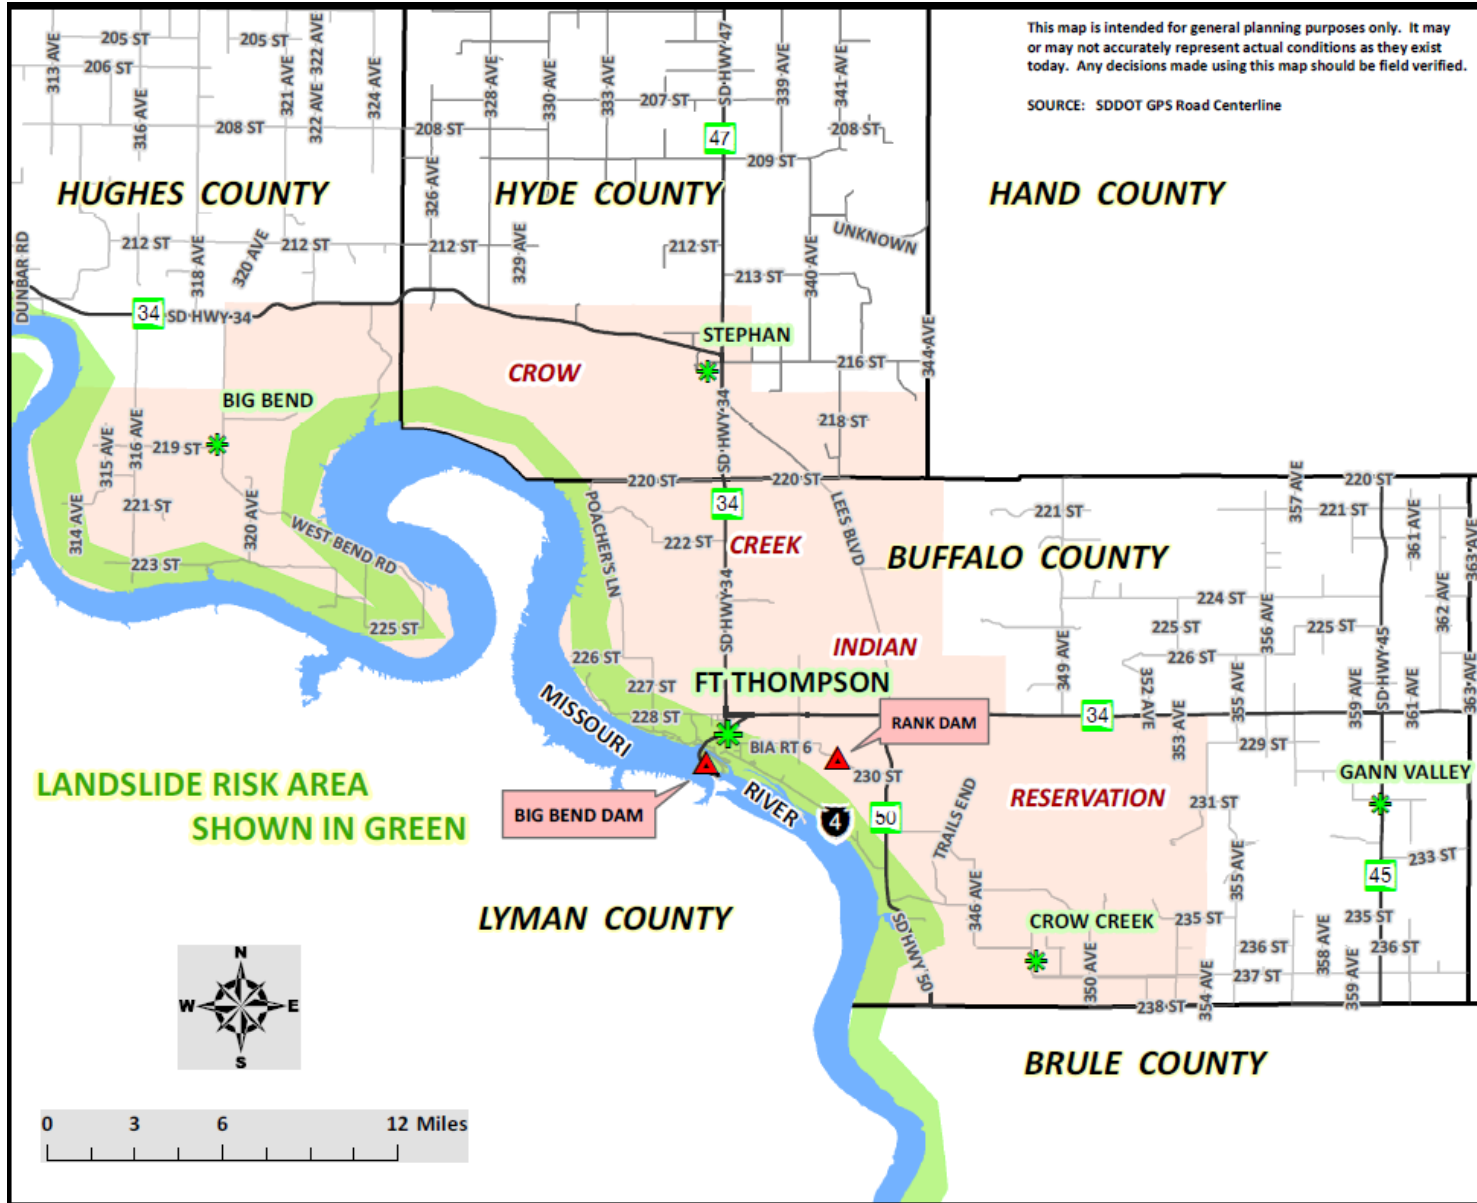 This map is intended for general planning purposes only. It may
or may not accurately represent actual conditions as they exist
today. Any decisions made using this map should be field verified.
SOURCE: SDDOT GPS Road Centerline
205 ST
205 ST
206 ST
313 AVE
316 AVE
321 AVE
322 AVE
322 AVE
324 AVE
208 ST
208 ST
328 AVE
330 AVE
333 AVE
207 ST
SD HWY 47
47
339 AVE
341 AVE
208 ST
209 ST
326 AVE
HUGHES COUNTY
HYDE COUNTY
HAND COUNTY
DUNBAR RD
212 ST
318 AVE
320 AVE
212 ST
212 ST
329 AVE
212 ST
UNKNOWN
213 ST
340 AVE
34
SD HWY 34
STEPHAN
344 AVE
216 ST
CROW
BIG BEND
SD HWY 34
218 ST
315 AVE
316 AVE
219 ST
220 ST
220 ST
220 ST
357 AVE
314 AVE
221 ST
320 AVE
WEST BEND RD
POACHER'S LN
34
LEES BLVD
221 ST
221 ST
361 AVE
363 AVE
222 ST
CREEK
BUFFALO COUNTY
223 ST
SD HWY 34
224 ST
356 AVE
362 AVE
225 ST
225 ST
225 ST
SD HWY 45
226 ST
INDIAN
349 AVE
352 AVE
226 ST
227 ST
FT THOMPSON
353 AVE
355 AVE
359 AVE
361 AVE
363 AVE
MISSOURI
228 ST
RANK DAM
34
BIA RT 6
229 ST
230 ST
GANN VALLEY
LANDSLIDE RISK AREA
SHOWN IN GREEN
BIG BEND DAM
RIVER
4
50
TRAILS END
RESERVATION
231 ST
233 ST
355 AVE
45
346 AVE
LYMAN COUNTY
CROW CREEK
235 ST
235 ST
SD HWY 50
350 AVE
236 ST
358 AVE
236 ST
237 ST
354 AVE
359 AVE
238 ST
N
W
E
S
BRULE COUNTY
0 3 6 12 Miles